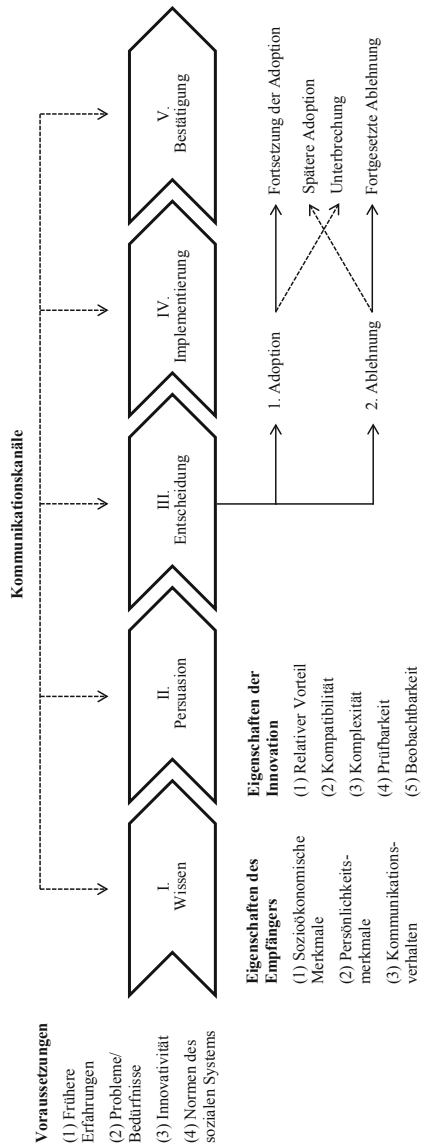 Kommunikationskanäle
Voraussetzungen
(1) Frühere
Erfahrungen
(2) Probleme/
Bedürfnisse
(3) Innovativität
(4) Normen des
sozialen Systems
I.
Wissen
II.
Persuasion
III.
Entscheidung
IV.
Implementierung
V.
Bestätigung
Eigenschaften des
Empfängers
(1) Sozioökonomische
Merkmale
(2) Persönlichkeits-
merkmale
(3) Kommunikations-
verhalten
Eigenschaften der
Innovation
(1) Relativer Vorteil
(2) Kompatibilität
(3) Komplexität
(4) Prüfbarkeit
(5) Beobachtbarkeit
1. Adoption
2. Ablehnung
Fortsetzung der Adoption
Spätere Adoption
Unterbrechung
Fortgesetzte Ablehnung